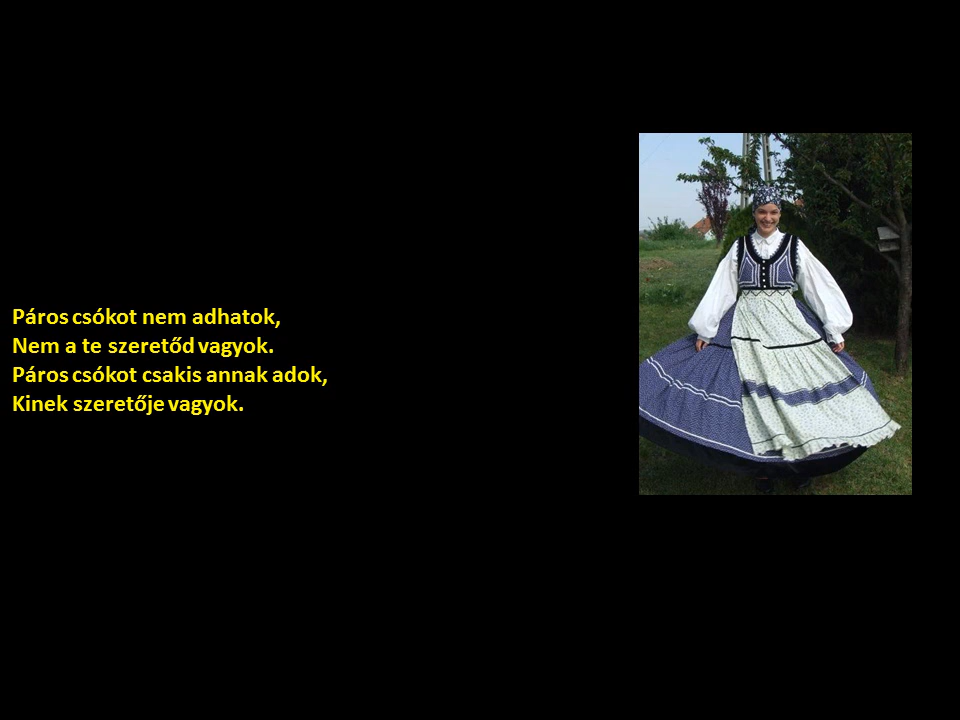 Páros csókot nem adhatok,
Nem a te szeretőd vagyok.
Páros csókot csakis annak adok,
Kinek szeretője vagyok.